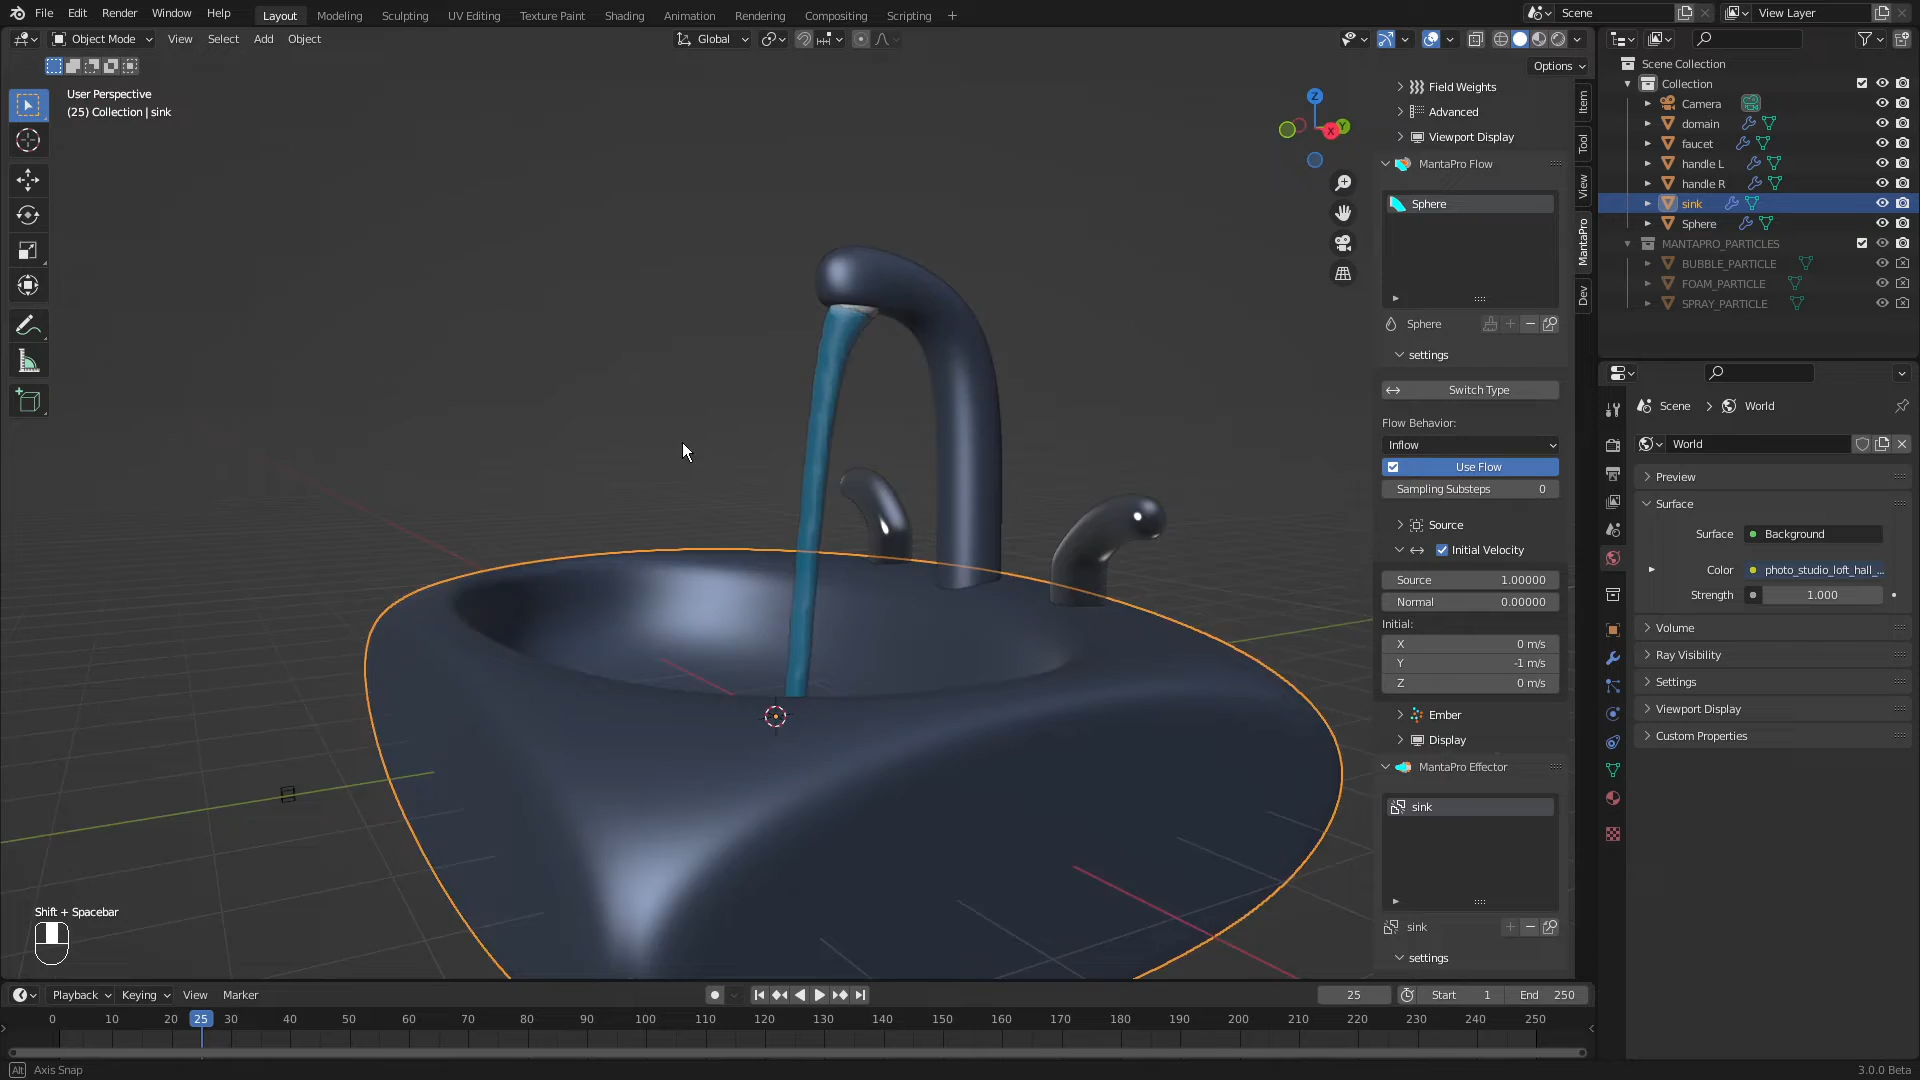 File Edit Render Window Help
Layout Modeling Sculpting UV Editing Texture Paint Shading Animation Rendering Compositing Scripting +
Scene
View Layer
Object Mode View Select Add Object
Global
Options
User Perspective
(25) Collection | sink
Z
Y
X
Item
Tool
View
MantaPro
Dev
Field Weights
Advanced
Viewport Display
MantaPro Flow
Sphere
Sphere
settings
Switch Type
Flow Behavior:
Inflow
Use Flow
Sampling Substeps 0
Source
Initial Velocity
Source 1.00000
Normal 0.00000
Initial:
X 0 m/s
Y -1 m/s
Z 0 m/s
Ember
Display
MantaPro Effector
sink
sink
settings
Scene Collection
Collection
Camera
domain
faucet
handle L
handle R
sink
Sphere
MANTAPRO_PARTICLES
BUBBLE_PARTICLE
FOAM_PARTICLE
SPRAY_PARTICLE
Scene > World
World
Preview
Surface
Surface Background
Color photo_studio_loft_hall_...
Strength 1.000
Volume
Ray Visibility
Settings
Viewport Display
Custom Properties
Shift + Spacebar
Playback Keying View Marker
25 Start 1 End 250
0 10 20 25 30 40 50 60 70 80 90 100 110 120 130 140 150 160 170 180 190 200 210 220 230 240 250
Alt Axis Snap
3.0.0 Beta